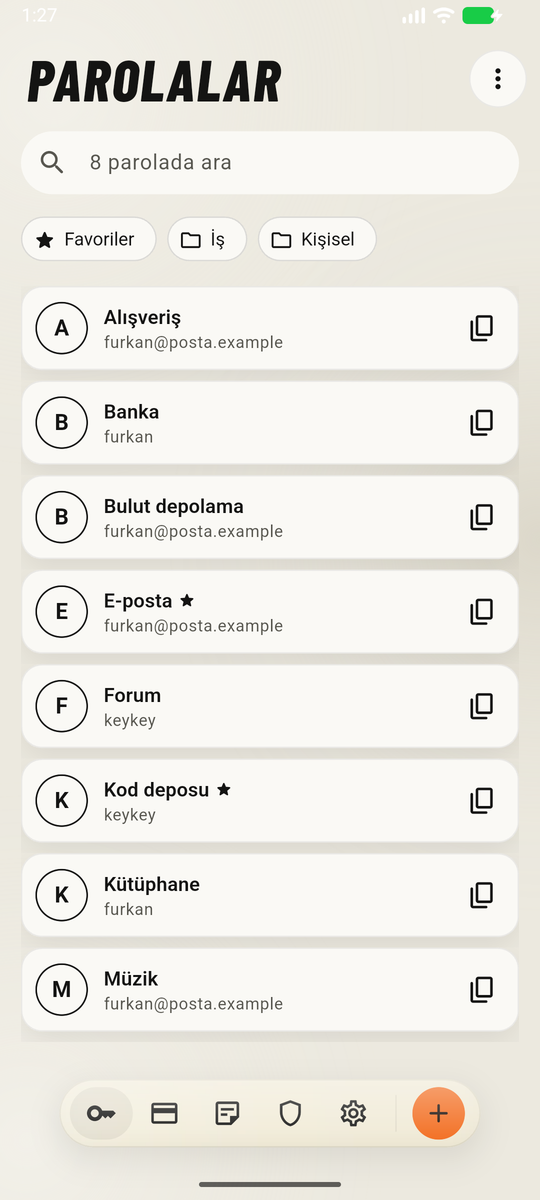 1:27
PAROLALAR
8 parolada ara
Favoriler
İş
Kişisel
A
Alışveriş
furkan@posta.example
B
Banka
furkan
B
Bulut depolama
furkan@posta.example
E
E-posta
furkan@posta.example
F
Forum
keykey
K
Kod deposu
keykey
K
Kütüphane
furkan
M
Müzik
furkan@posta.example